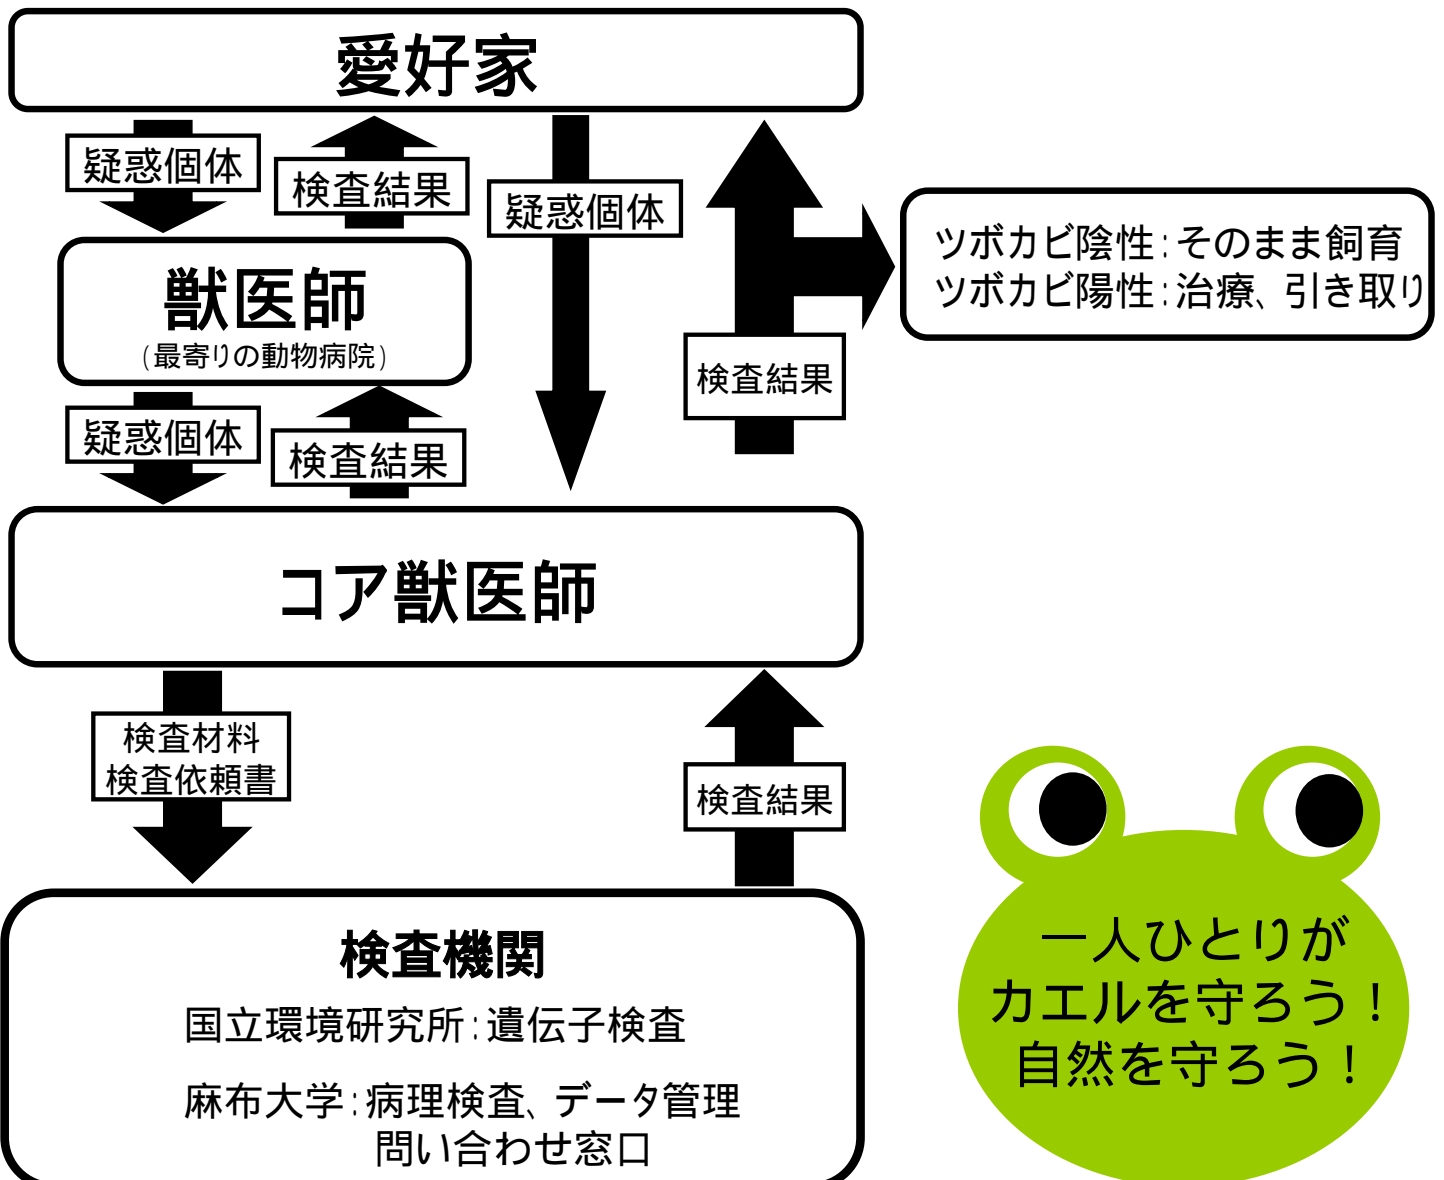 愛好家
疑惑個体
検査結果
疑惑個体
獣医師
(最寄りの動物病院)
ツボカビ陰性:そのまま飼育
ツボカビ陽性:治療、引き取り
検査結果
疑惑個体
検査結果
コア獣医師
検査材料
検査依頼書
検査結果
検査機関
国立環境研究所:遺伝子検査
麻布大学:病理検査、データ管理
問い合わせ窓口
一人ひとりが
カエルを守ろう!
自然を守ろう!